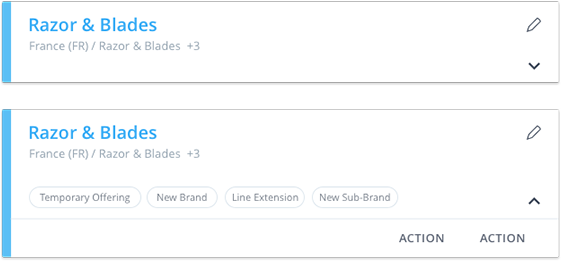 Razor & Blades
France (FR) / Razor & Blades +3
Razor & Blades
France (FR) / Razor & Blades +3
Temporary Offering New Brand Line Extension New Sub-Brand
ACTION ACTION